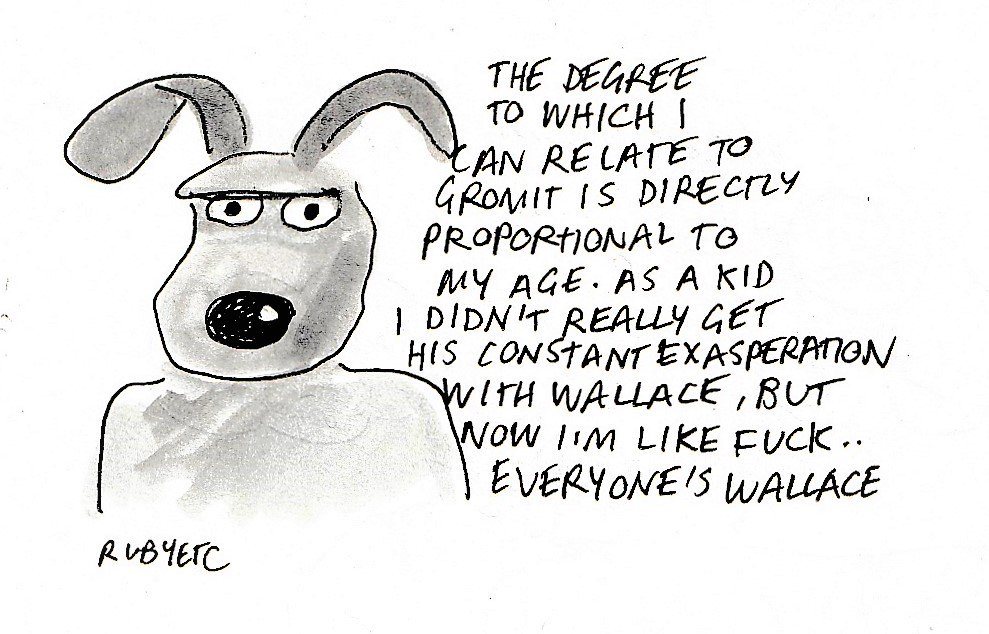 THE DEGREE
TO WHICH I
CAN RELATE TO
GROMIT IS DIRECTLY
PROPORTIONAL TO
MY AGE. AS A KID
I DIDN'T REALLY GET
HIS CONSTANT EXASPERATION
WITH WALLACE, BUT
NOW I'M LIKE FUCK..
EVERYONE'S WALLACE
RUBYETC